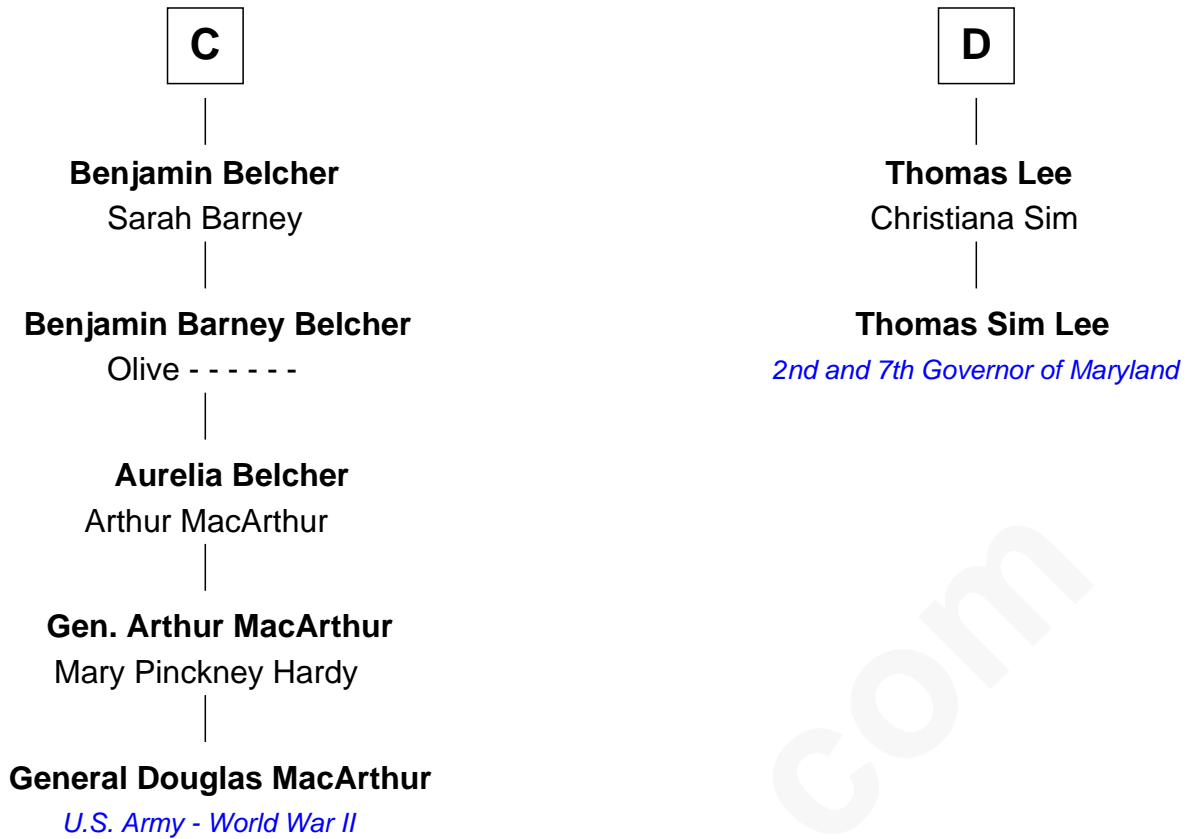 C
Benjamin Belcher
Sarah Barney
Benjamin Barney Belcher
Olive - - - - - -
Aurelia Belcher
Arthur MacArthur
Gen. Arthur MacArthur
Mary Pinckney Hardy
General Douglas MacArthur
U.S. Army - World War II
D
Thomas Lee
Christiana Sim
Thomas Sim Lee
2nd and 7th Governor of Maryland
com